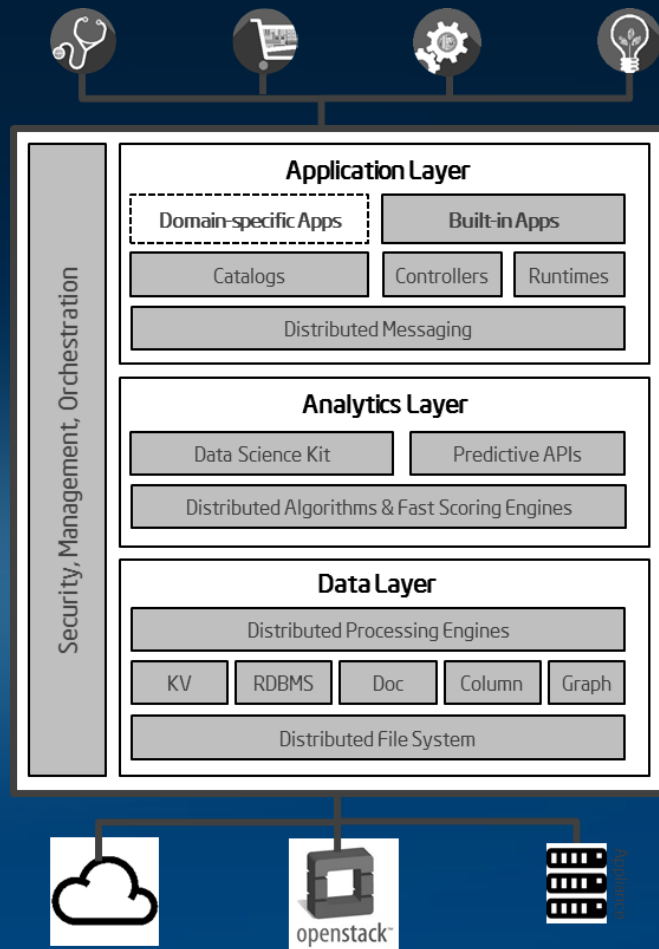 Security, Management, Orchestration
Application Layer
Domain-specific Apps
Built-in Apps
Catalogs
Controllers
Runtimes
Distributed Messaging
Analytics Layer
Data Science Kit
Predictive APIs
Distributed Algorithms & Fast Scoring Engines
Data Layer
Distributed Processing Engines
KV
RDBMS
Doc
Column
Graph
Distributed File System
openstack™
Appliance